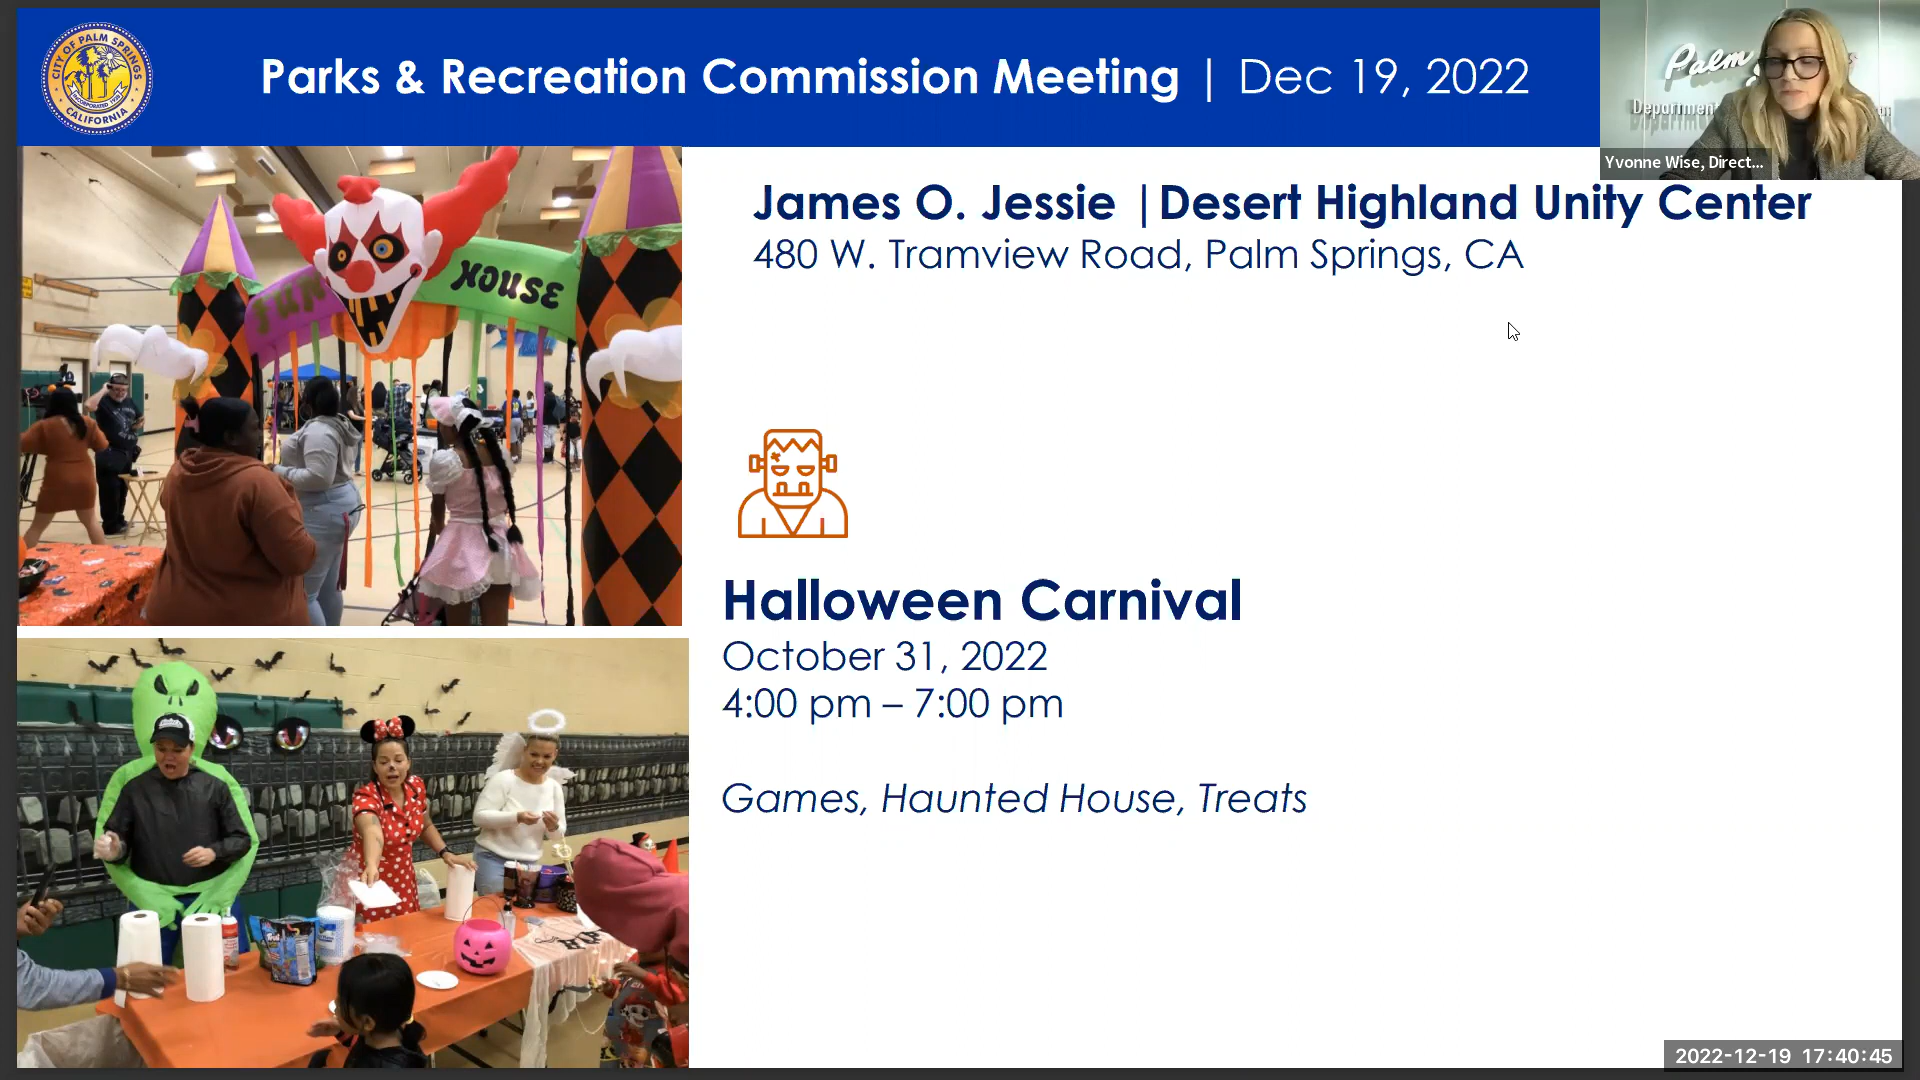 CITY OF PALM SPRINGS
CALIFORNIA
Parks & Recreation Commission Meeting | Dec 19, 2022
Palm
Yvonne Wise, Direct...
James O. Jessie | Desert Highland Unity Center
480 W. Tramview Road, Palm Springs, CA
FUN HOUSE
Halloween Carnival
October 31, 2022
4:00 pm – 7:00 pm
Games, Haunted House, Treats
2022-12-19 17:40:45